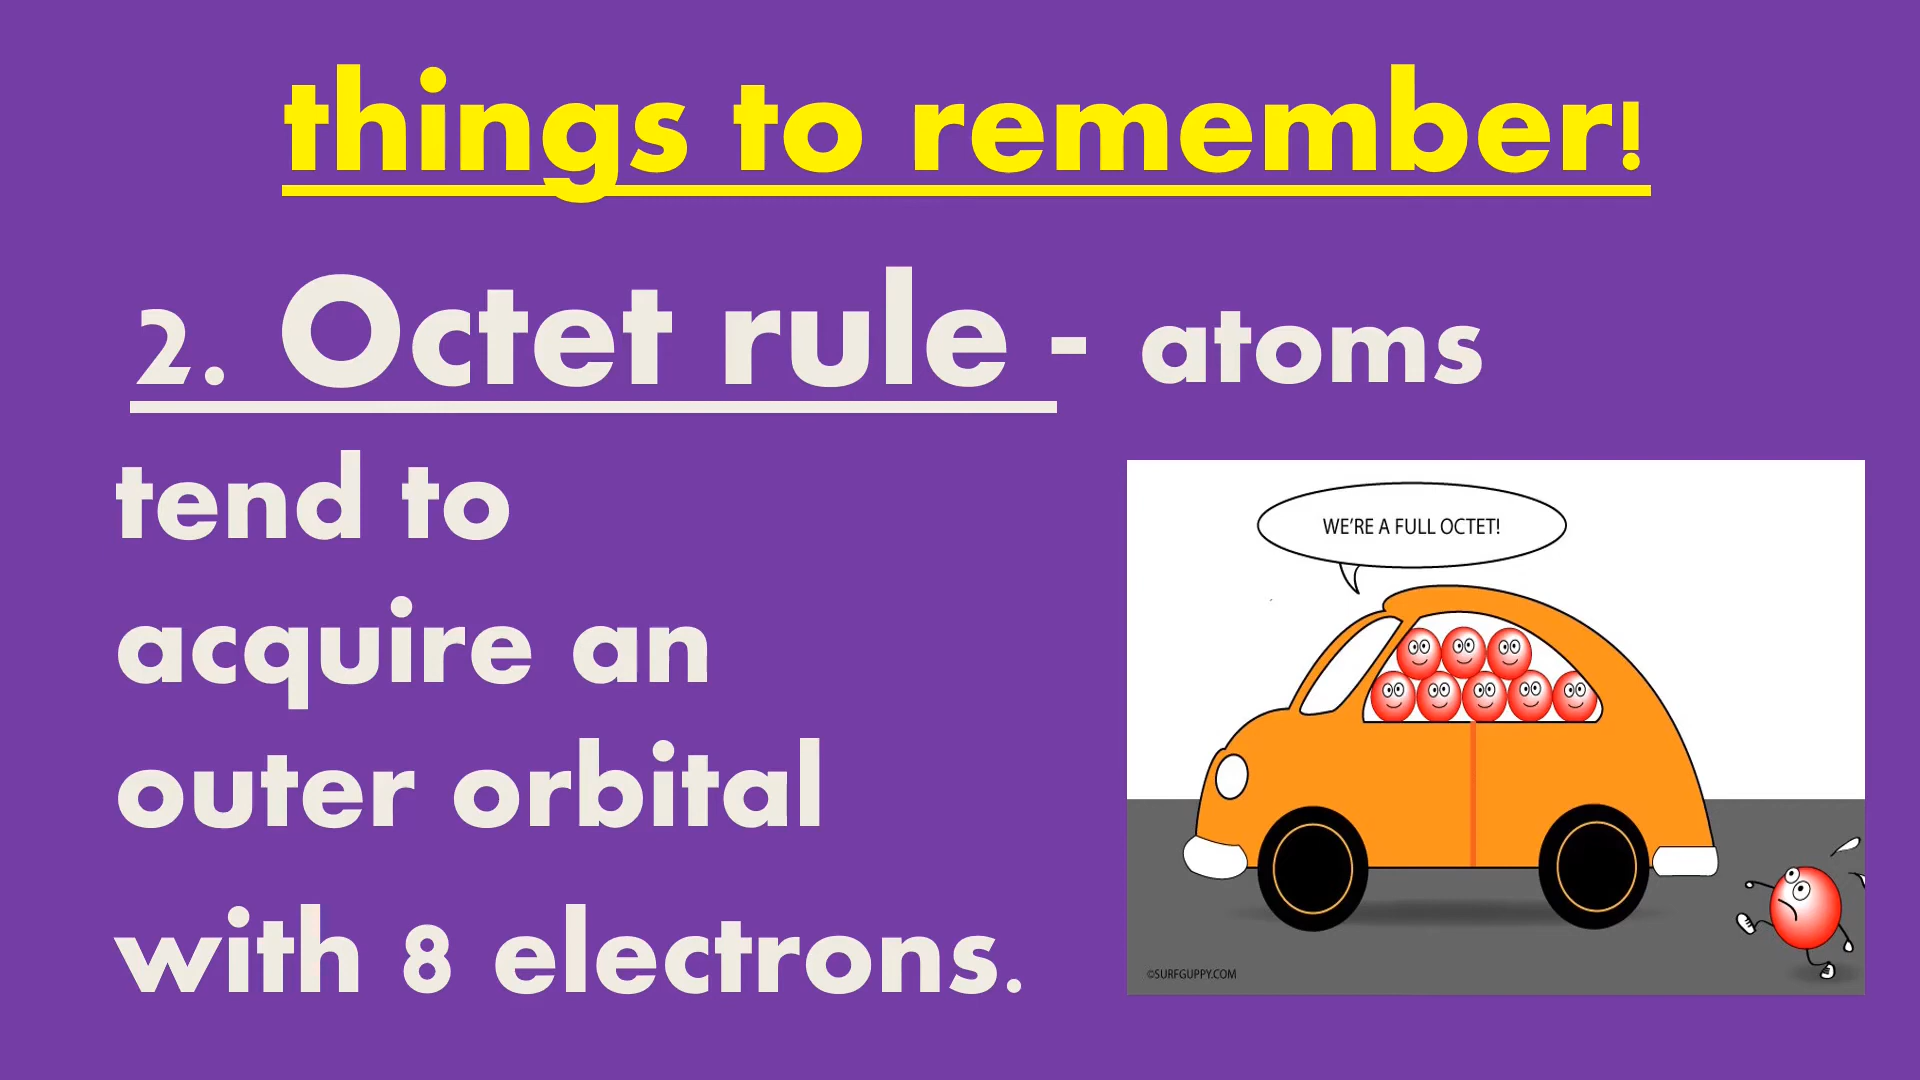 things to remember!
2. Octet rule - atoms
tend to
acquire an
outer orbital
with 8 electrons.
WE'RE A FULL OCTET!
©SURFGUPPY.COM